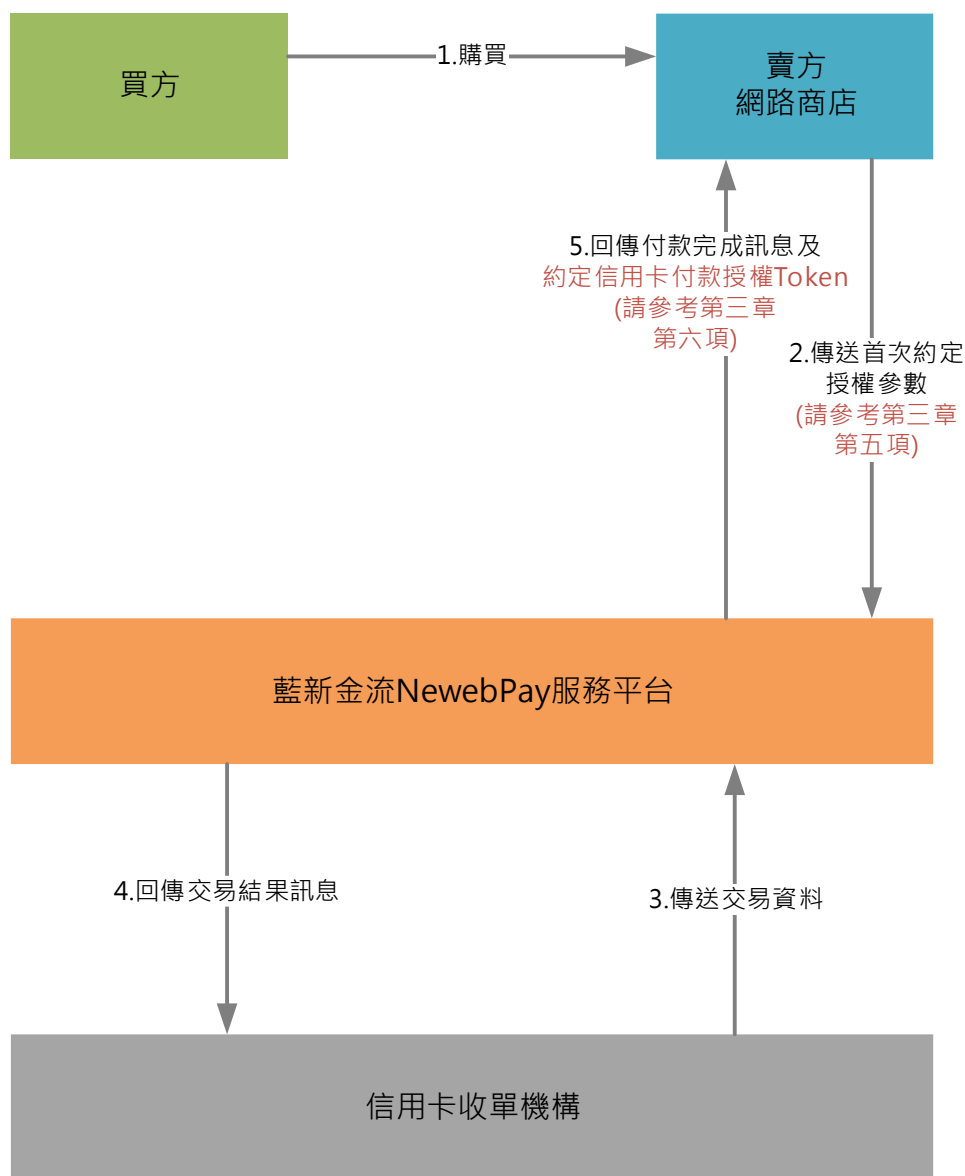 買方
1.購買
賣方
網路商店
5.回傳付款完成訊息及
約定信用卡付款授權Token
(請參考第三章
第六項)
2.傳送首次約定
授權參數
(請參考第三章
第五項)
藍新金流NewebPay服務平台
4.回傳交易結果訊息
3.傳送交易資料
信用卡收單機構